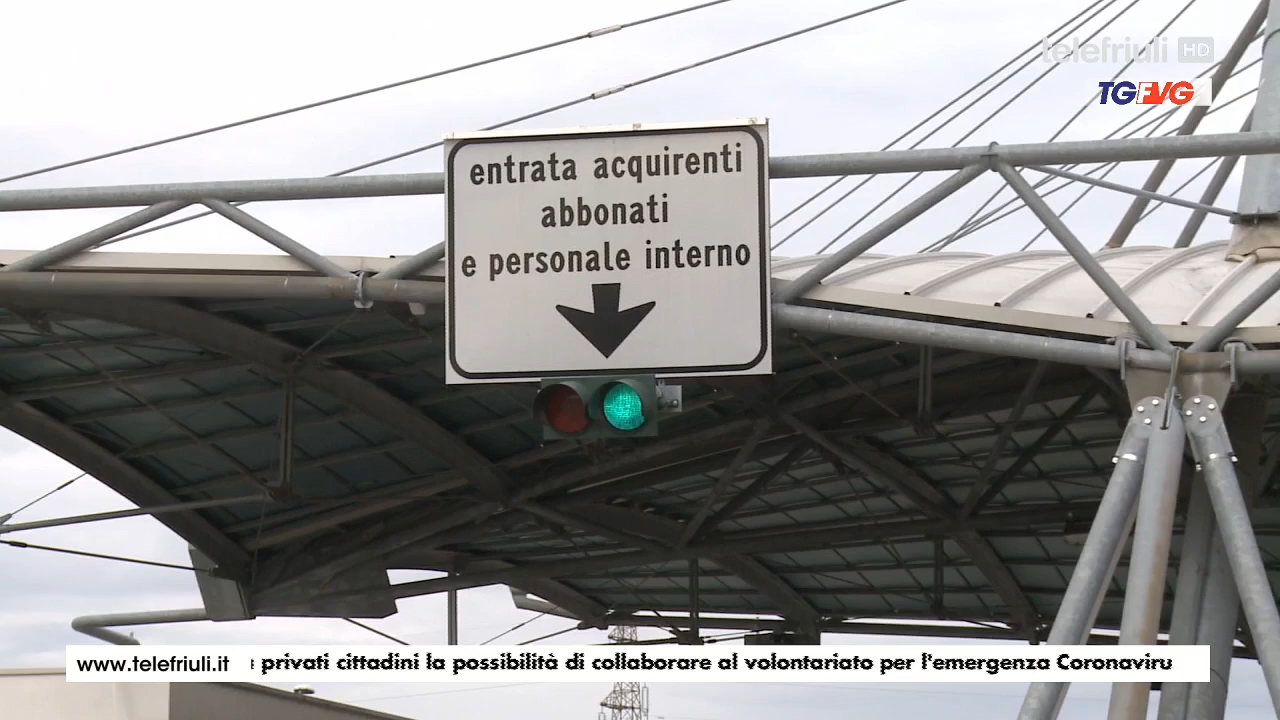 telefriuli HD
TGFVG
entrata acquirenti
abbonati
e personale interno
www.telefriuli.it privati cittadini la possibilità di collaborare al volontariato per l'emergenza Coronaviru